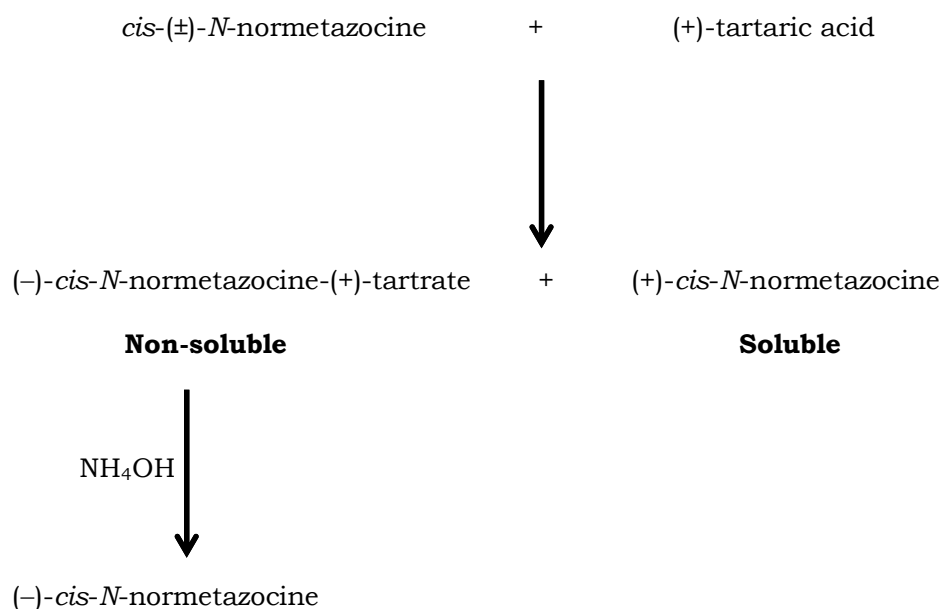 cis-(±)-N-normetazocine + (+)-tartaric acid
(–)-cis-N-normetazocine-(+)-tartrate + (+)-cis-N-normetazocine
Non-soluble Soluble
NH₄OH
(–)-cis-N-normetazocine